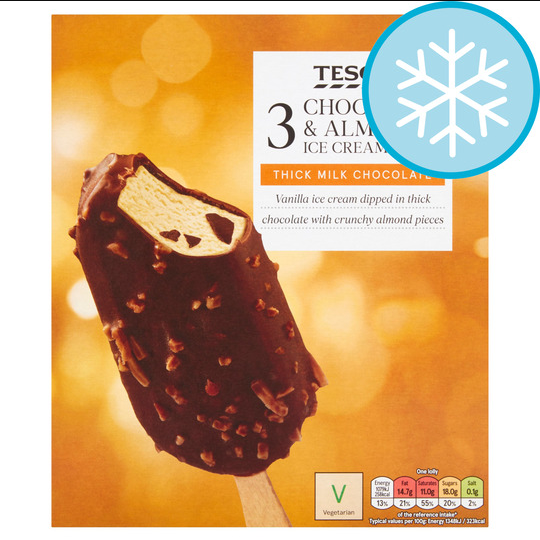 TESC
3
CHOC
& ALM
ICE CREAM
THICK MILK CHOCOLATE
Vanilla ice cream dipped in thick
chocolate with crunchy almond pieces
V
Vegetarian
One lolly
Energy Fat Saturates Sugars Salt
1079kJ 14.7g 11.0g 18.0g 0.1g
258kcal
13% 21% 55% 20% 2%
of the reference intake*
Typical values per 100g: Energy 1348kJ / 323kcal